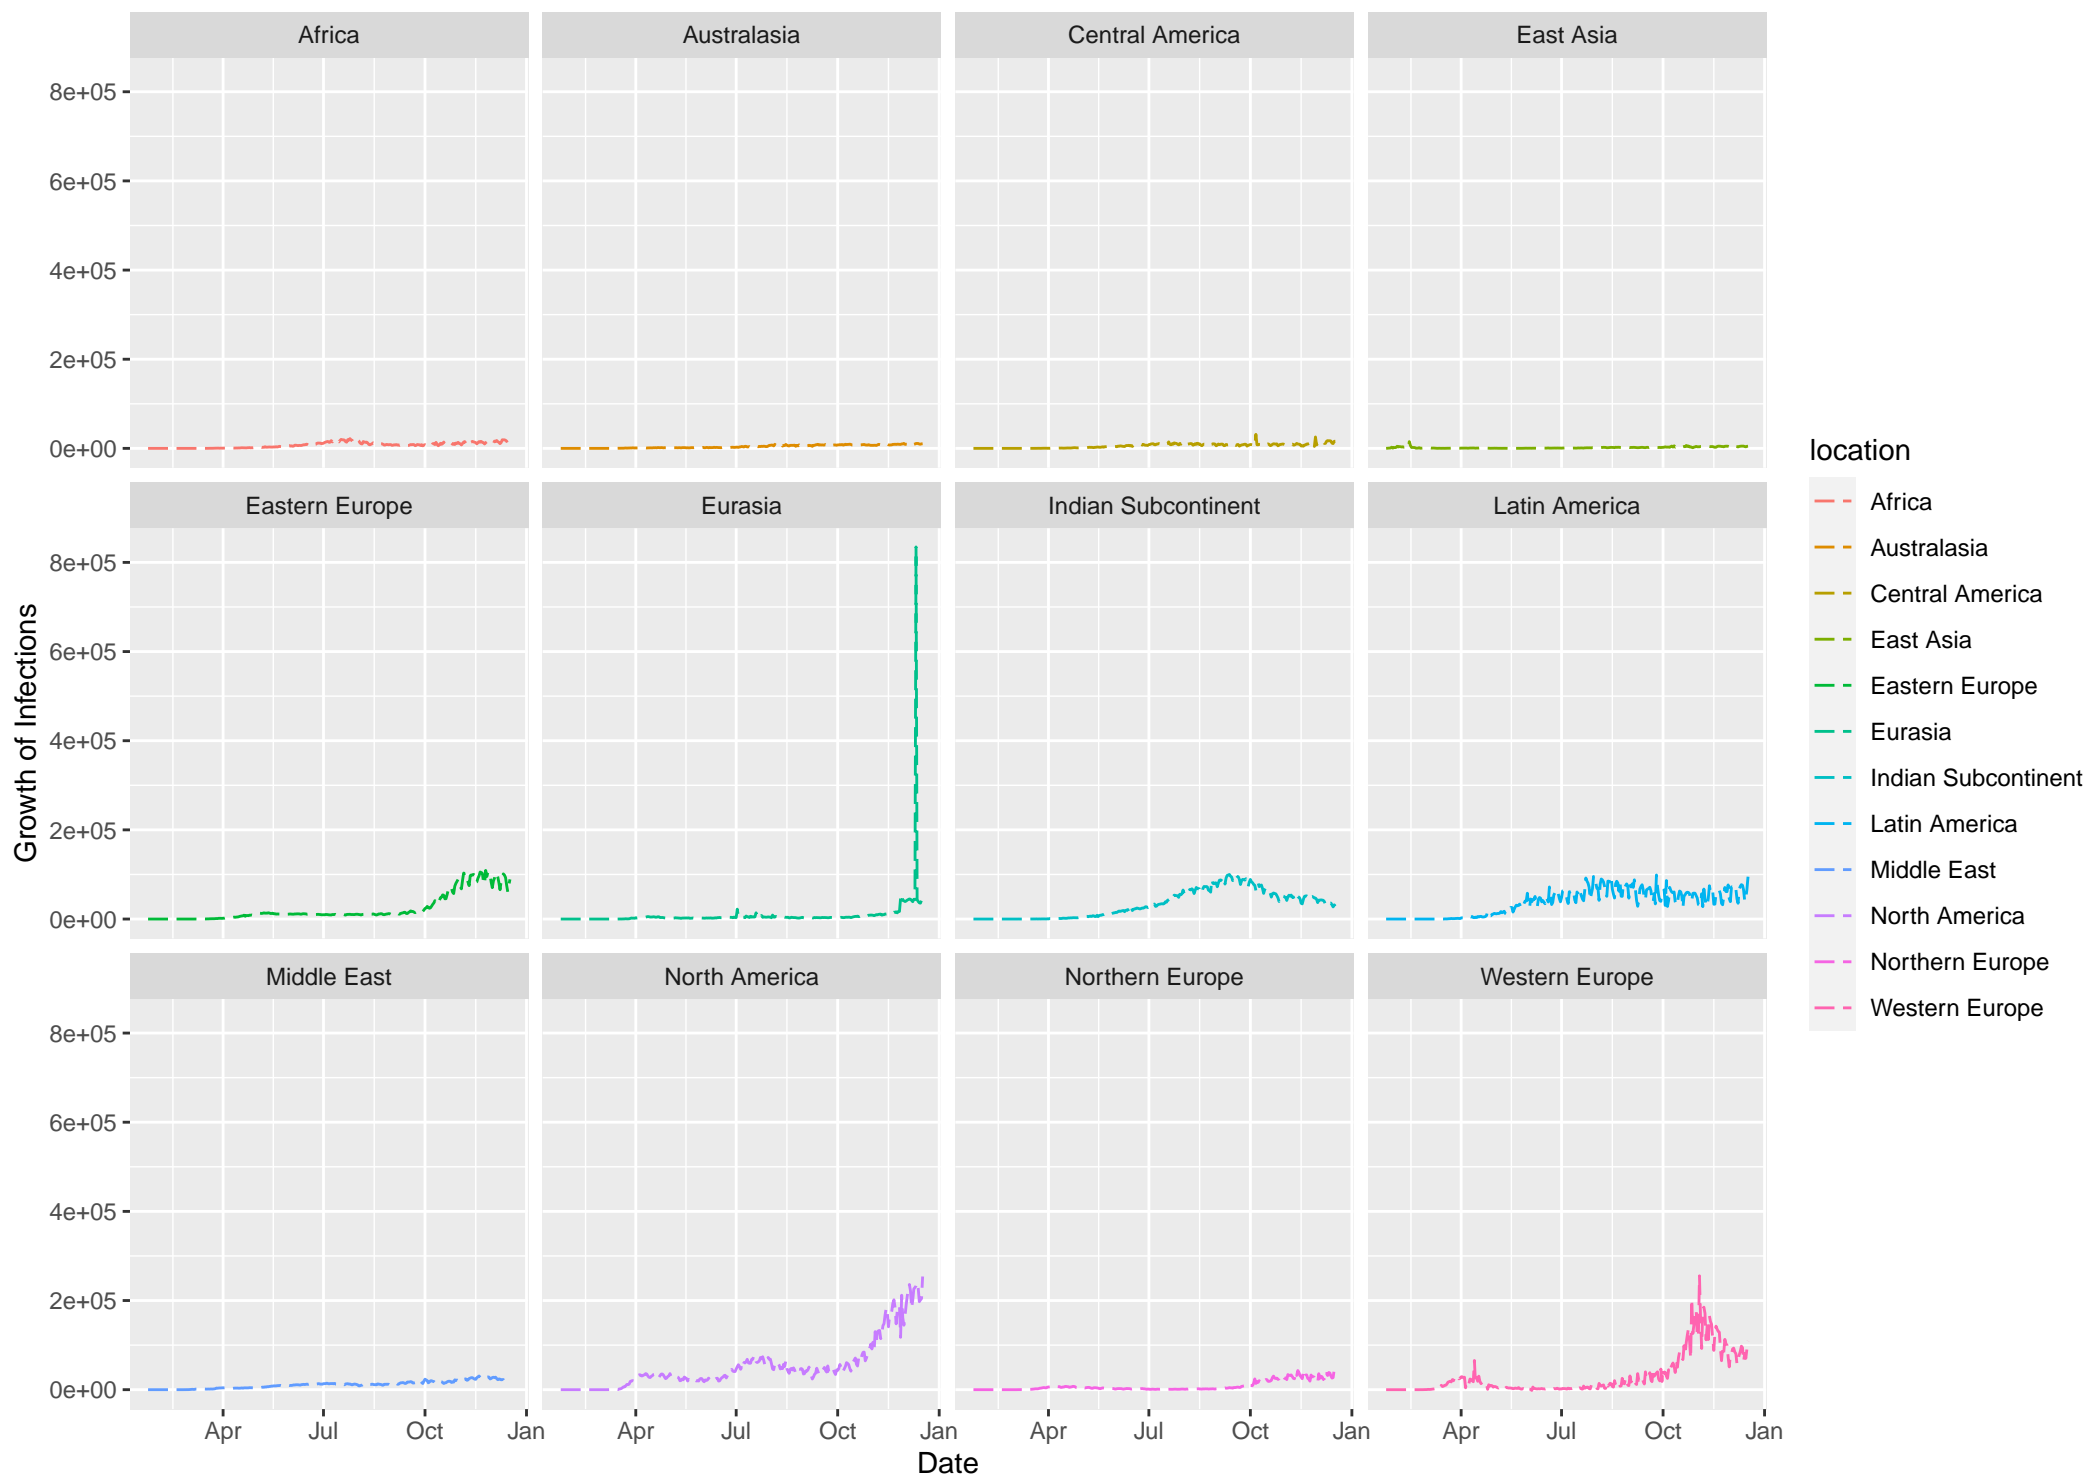 Africa
Australasia
Central America
East Asia
8e+05
6e+05
4e+05
2e+05
0e+00
Eastern Europe
Eurasia
Indian Subcontinent
Latin America
8e+05
6e+05
4e+05
2e+05
0e+00
Middle East
North America
Northern Europe
Western Europe
8e+05
6e+05
4e+05
2e+05
0e+00
Apr Jul Oct Jan
Apr Jul Oct Jan
Apr Jul Oct Jan
Apr Jul Oct Jan
Date
Growth of Infections
location
Africa
Australasia
Central America
East Asia
Eastern Europe
Eurasia
Indian Subcontinent
Latin America
Middle East
North America
Northern Europe
Western Europe